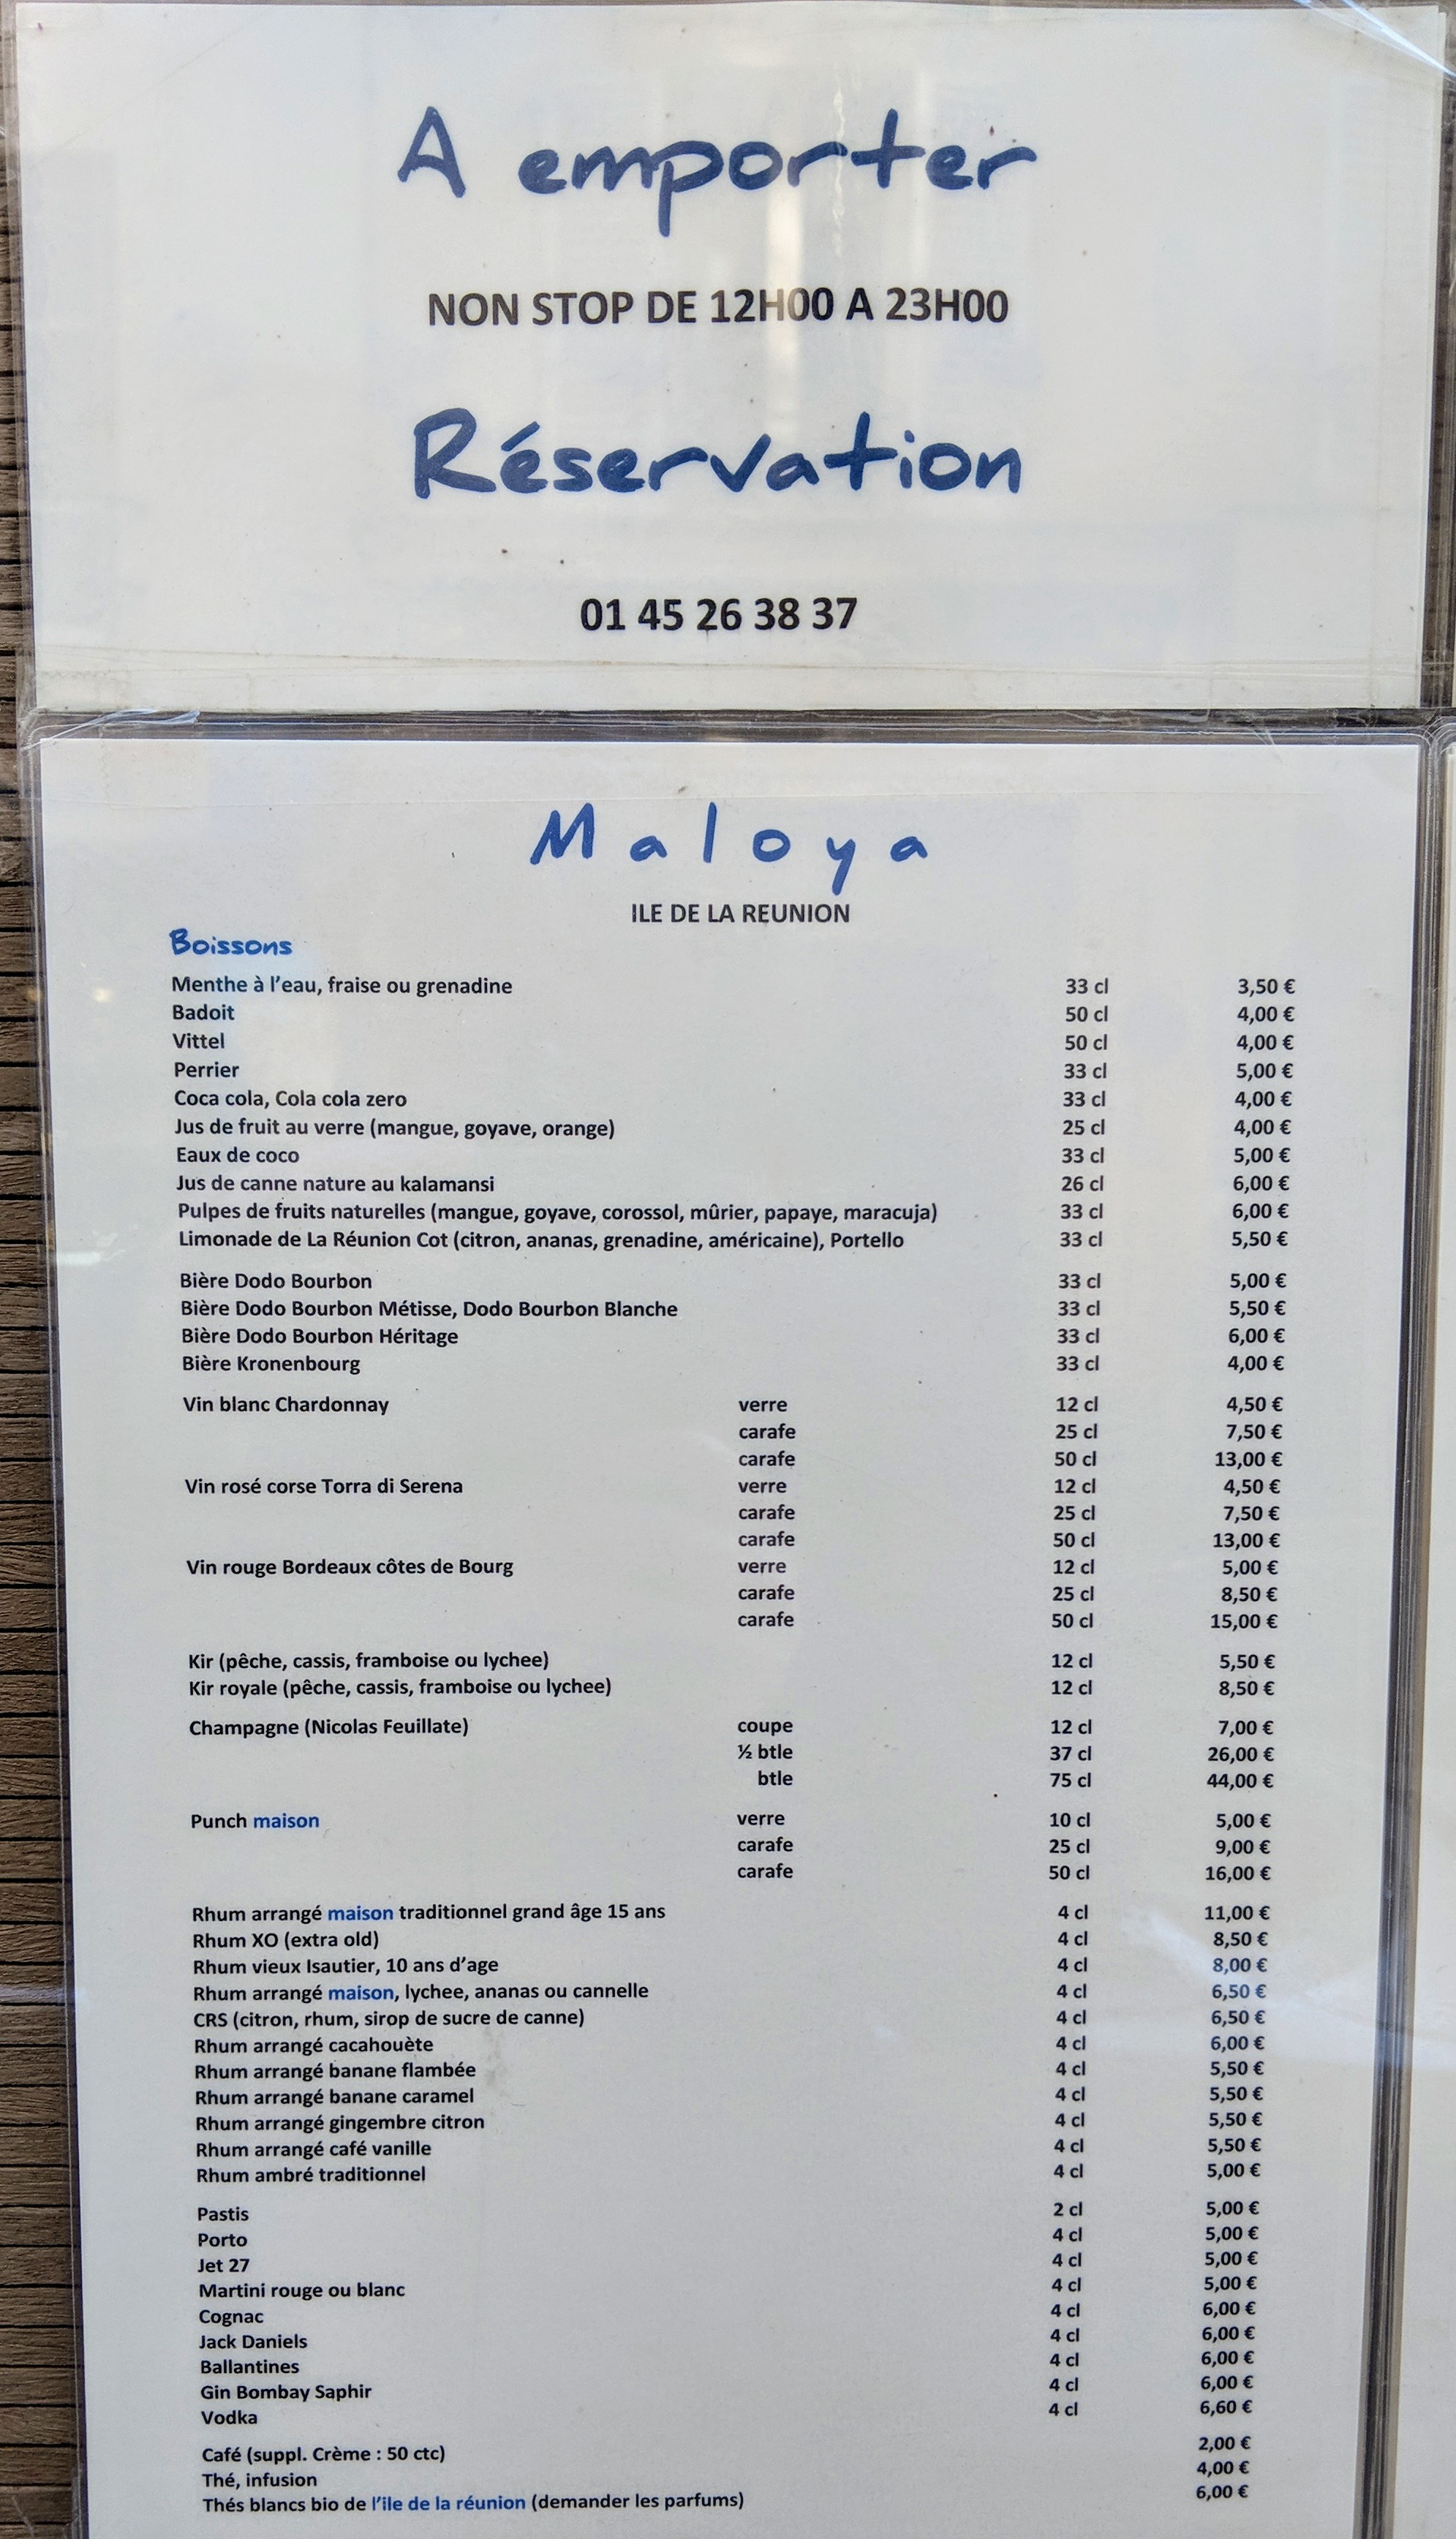 A emporter
NON STOP DE 12H00 A 23H00
Réservation
01 45 26 38 37
Maloya
ILE DE LA REUNION
Boissons
Menthe à l'eau, fraise ou grenadine 33 cl 3,50 €
Badoit 50 cl 4,00 €
Vittel 50 cl 4,00 €
Perrier 33 cl 5,00 €
Coca cola, Cola cola zero 33 cl 4,00 €
Jus de fruit au verre (mangue, goyave, orange) 25 cl 4,00 €
Eaux de coco 33 cl 5,00 €
Jus de canne nature au kalamansi 26 cl 6,00 €
Pulpes de fruits naturelles (mangue, goyave, corossol, mûrier, papaye, maracuja) 33 cl 6,00 €
Limonade de La Réunion Cot (citron, ananas, grenadine, américaine), Portello 33 cl 5,50 €
Bière Dodo Bourbon 33 cl 5,00 €
Bière Dodo Bourbon Métisse, Dodo Bourbon Blanche 33 cl 5,50 €
Bière Dodo Bourbon Héritage 33 cl 6,00 €
Bière Kronenbourg 33 cl 4,00 €
Vin blanc Chardonnay verre 12 cl 4,50 €
carafe 25 cl 7,50 €
carafe 50 cl 13,00 €
Vin rosé corse Torra di Serena verre 12 cl 4,50 €
carafe 25 cl 7,50 €
carafe 50 cl 13,00 €
Vin rouge Bordeaux côtes de Bourg verre 12 cl 5,00 €
carafe 25 cl 8,50 €
carafe 50 cl 15,00 €
Kir (pêche, cassis, framboise ou lychee) 12 cl 5,50 €
Kir royale (pêche, cassis, framboise ou lychee) 12 cl 8,50 €
Champagne (Nicolas Feuillate) coupe 12 cl 7,00 €
½ btle 37 cl 26,00 €
btle 75 cl 44,00 €
Punch maison verre 10 cl 5,00 €
carafe 25 cl 9,00 €
carafe 50 cl 16,00 €
Rhum arrangé maison traditionnel grand âge 15 ans 4 cl 11,00 €
Rhum XO (extra old) 4 cl 8,50 €
Rhum vieux Isautier, 10 ans d'age 4 cl 8,00 €
Rhum arrangé maison, lychee, ananas ou cannelle 4 cl 6,50 €
CRS (citron, rhum, sirop de sucre de canne) 4 cl 6,50 €
Rhum arrangé cacahouète 4 cl 6,00 €
Rhum arrangé banane flambée 4 cl 5,50 €
Rhum arrangé banane caramel 4 cl 5,50 €
Rhum arrangé gingembre citron 4 cl 5,50 €
Rhum arrangé café vanille 4 cl 5,50 €
Rhum ambré traditionnel 4 cl 5,00 €
Pastis 2 cl 5,00 €
Porto 4 cl 5,00 €
Jet 27 4 cl 5,00 €
Martini rouge ou blanc 4 cl 5,00 €
Cognac 4 cl 6,00 €
Jack Daniels 4 cl 6,00 €
Ballantines 4 cl 6,00 €
Gin Bombay Saphir 4 cl 6,00 €
Vodka 4 cl 6,60 €
Café (suppl. Crème : 50 ctc) 2,00 €
Thé, infusion 4,00 €
Thés blancs bio de l'ile de la réunion (demander les parfums) 6,00 €